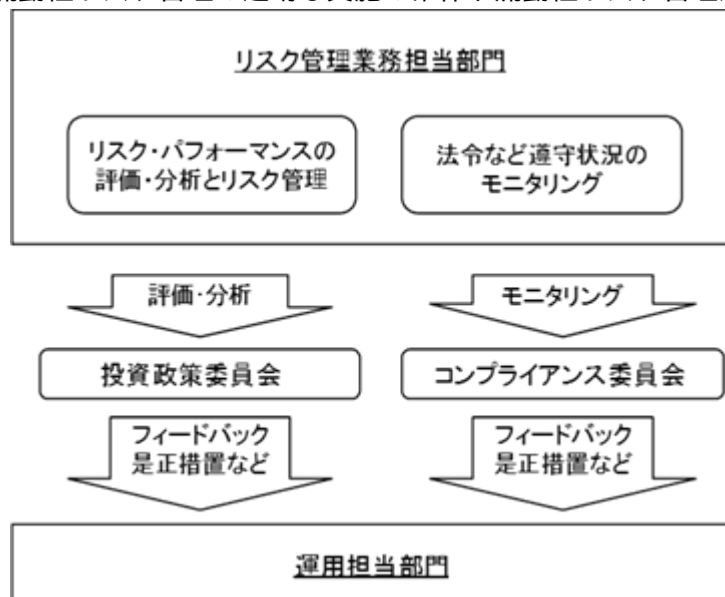 リスク管理業務担当部門
リスク・パフォーマンスの
評価・分析とリスク管理
法令など遵守状況の
モニタリング
評価・分析
モニタリング
投資政策委員会
コンプライアンス委員会
フィードバック
是正措置など
フィードバック
是正措置など
運用担当部門